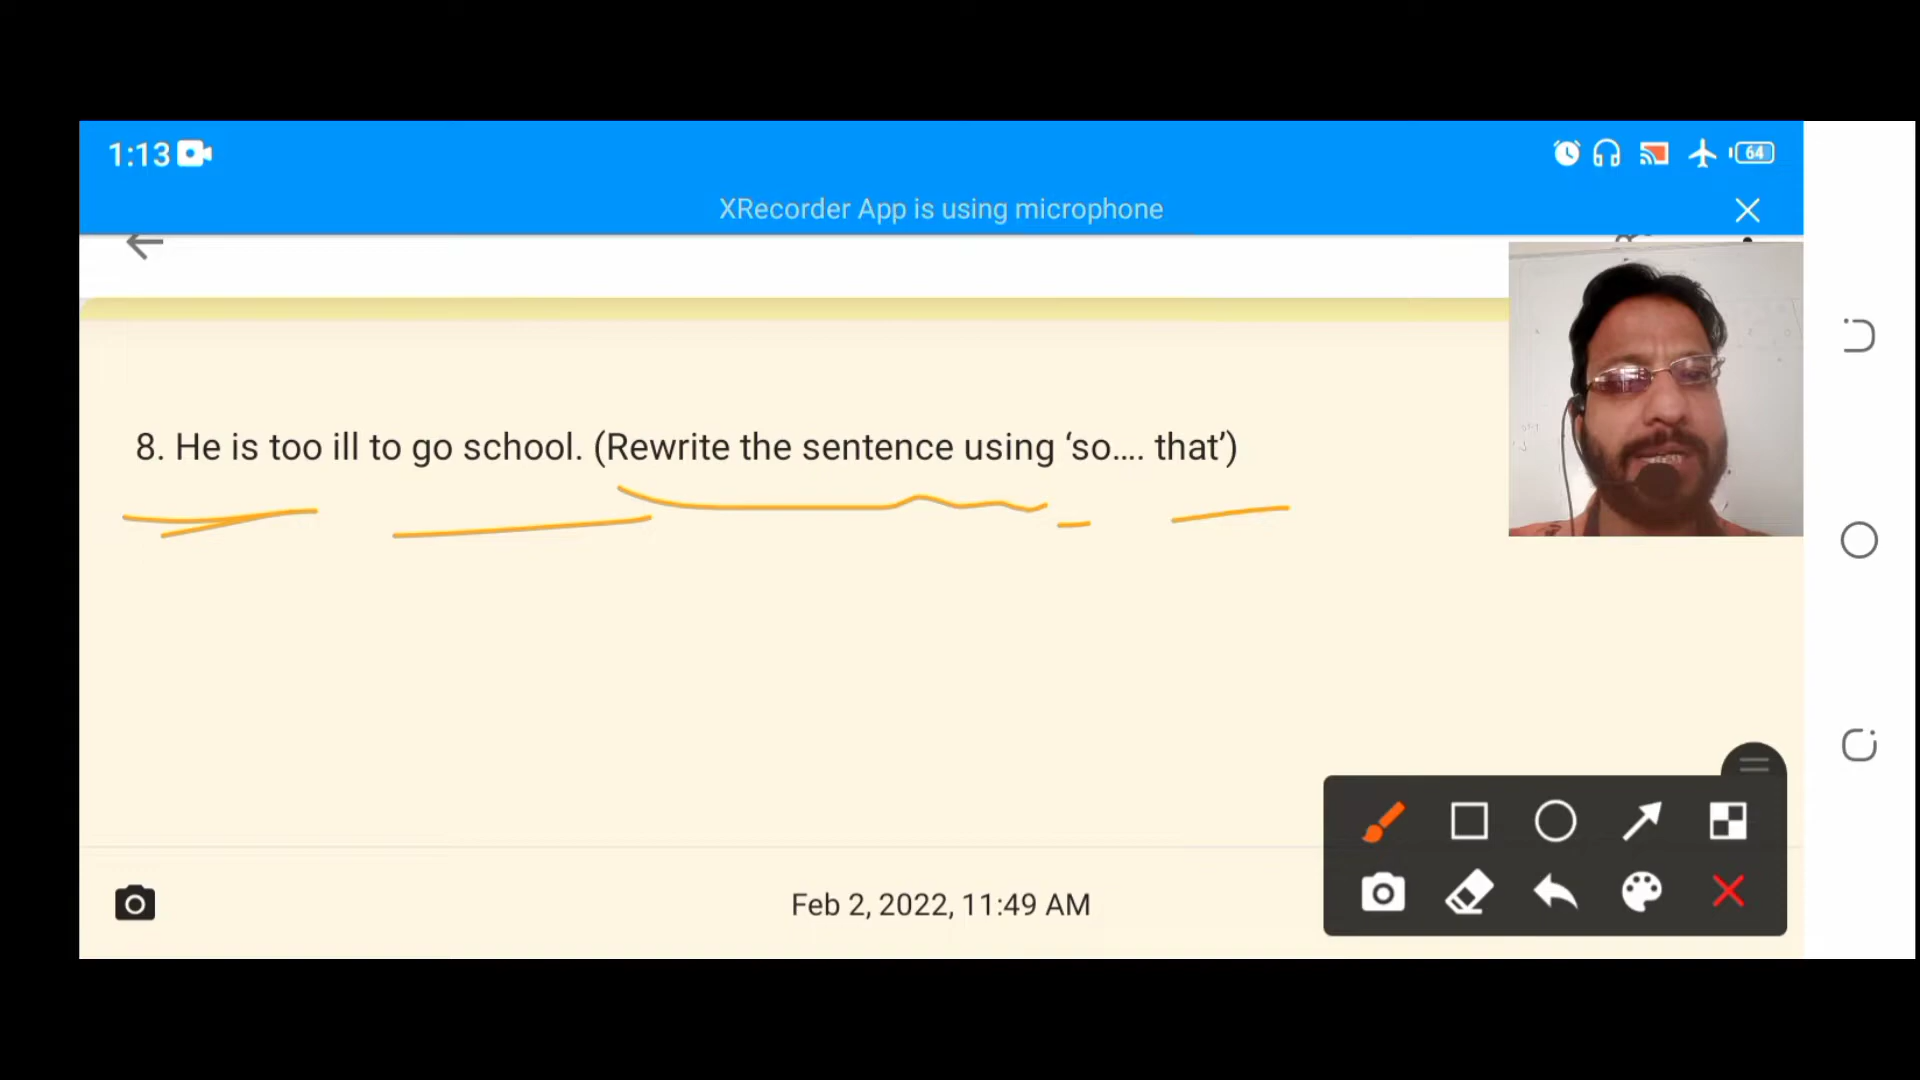 1:13
64
XRecorder App is using microphone
8. He is too ill to go school. (Rewrite the sentence using ‘so.... that’)
Feb 2, 2022, 11:49 AM